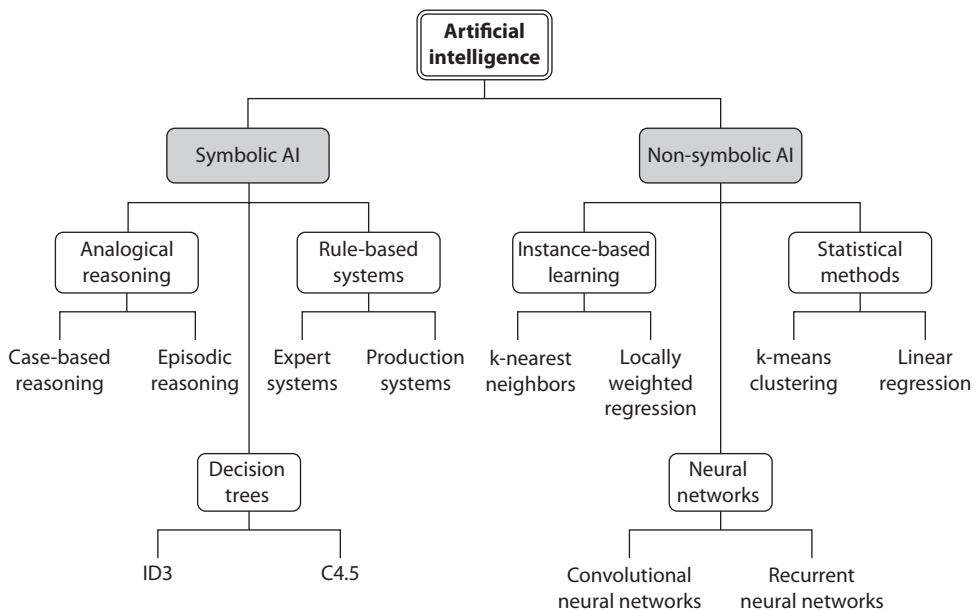 Artificial
intelligence
Symbolic AI
Non-symbolic AI
Analogical
reasoning
Rule-based
systems
Instance-based
learning
Statistical
methods
Case-based
reasoning
Episodic
reasoning
Expert
systems
Production
systems
k-nearest
neighbors
Locally
weighted
regression
k-means
clustering
Linear
regression
Decision
trees
Neural
networks
ID3
C4.5
Convolutional
neural networks
Recurrent
neural networks